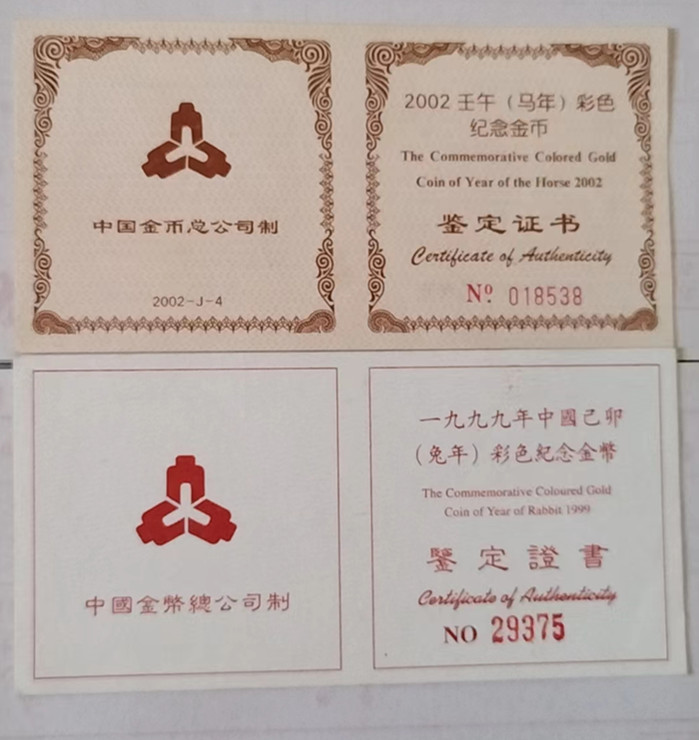 中国金币总公司制
2002-J-4
2002 壬午（马年）彩色
纪念金币
The Commemorative Colored Gold
Coin of Year of the Horse 2002
鉴定证书
Certificate of Authenticity
Nº 018538
中國金幣總公司制
一九九九年中國己卯
（兔年）彩色紀念金幣
The Commemorative Coloured Gold
Coin of Year of Rabbit 1999
鑒定證書
Certificate of Authenticity
NO 29375